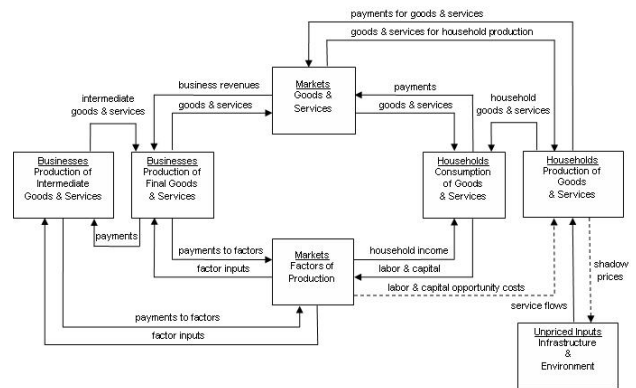 payments for goods & services
goods & services for household production
business revenues
Markets
Goods &
Services
payments
intermediate
goods & services
goods & services
goods & services
household
goods & services
Businesses
Production of
Intermediate
Goods & Services
Businesses
Production of
Final Goods
& Services
Households
Consumption
of Goods
& Services
Households
Production of
Goods
& Services
payments
payments to factors
factor inputs
Markets
Factors of
Production
household income
labor & capital
labor & capital opportunity costs
shadow
prices
service flows
payments to factors
factor inputs
Unpriced Inputs
Infrastructure
&
Environment